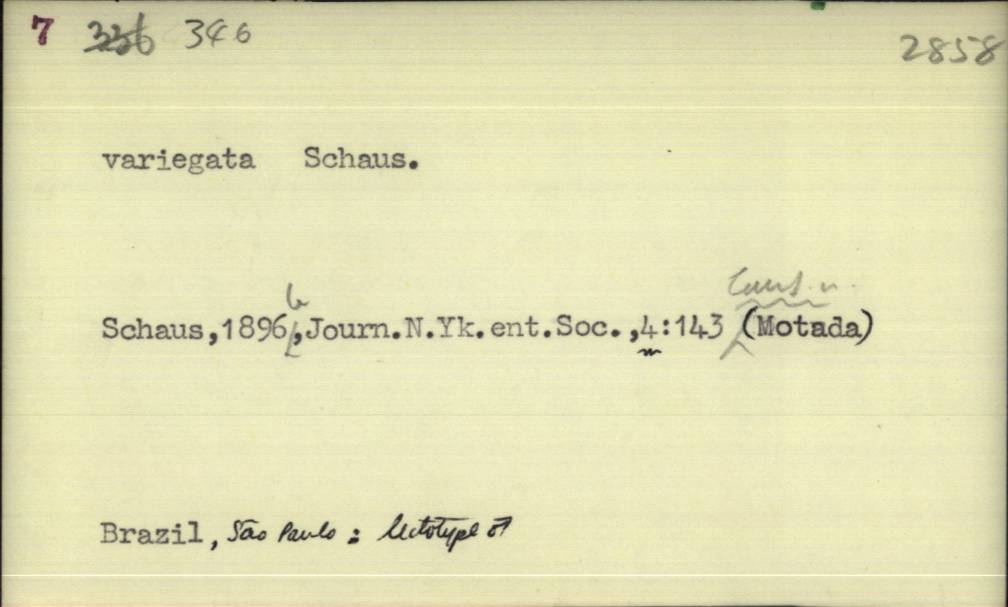 7 336 346
2858
variegata Schaus.
b
Schaus,1896,Journ.N.Yk.ent.Soc.,4:143 (Motada)
Brazil, São Paulo : lectotype ♂